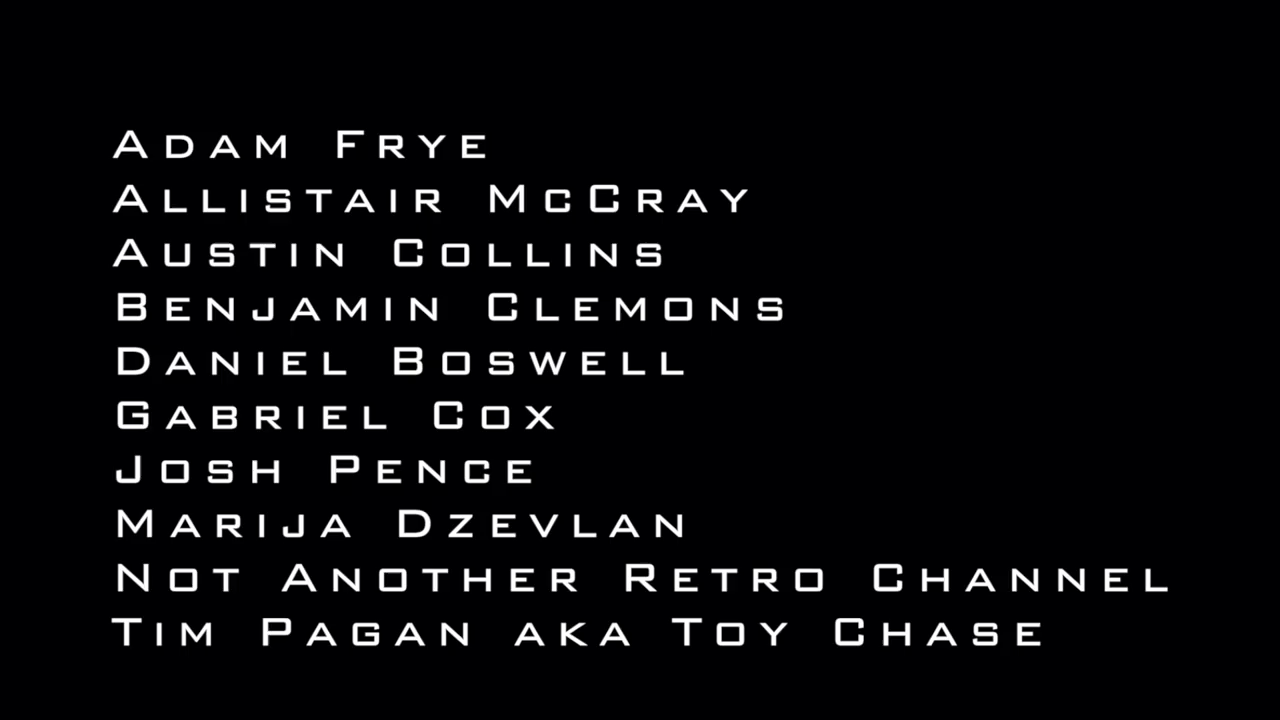 Adam Frye
Allistair McCray
Austin Collins
Benjamin Clemons
Daniel Boswell
Gabriel Cox
Josh Pence
Marija Dzevlan
Not Another Retro Channel
Tim Pagan aka Toy Chase